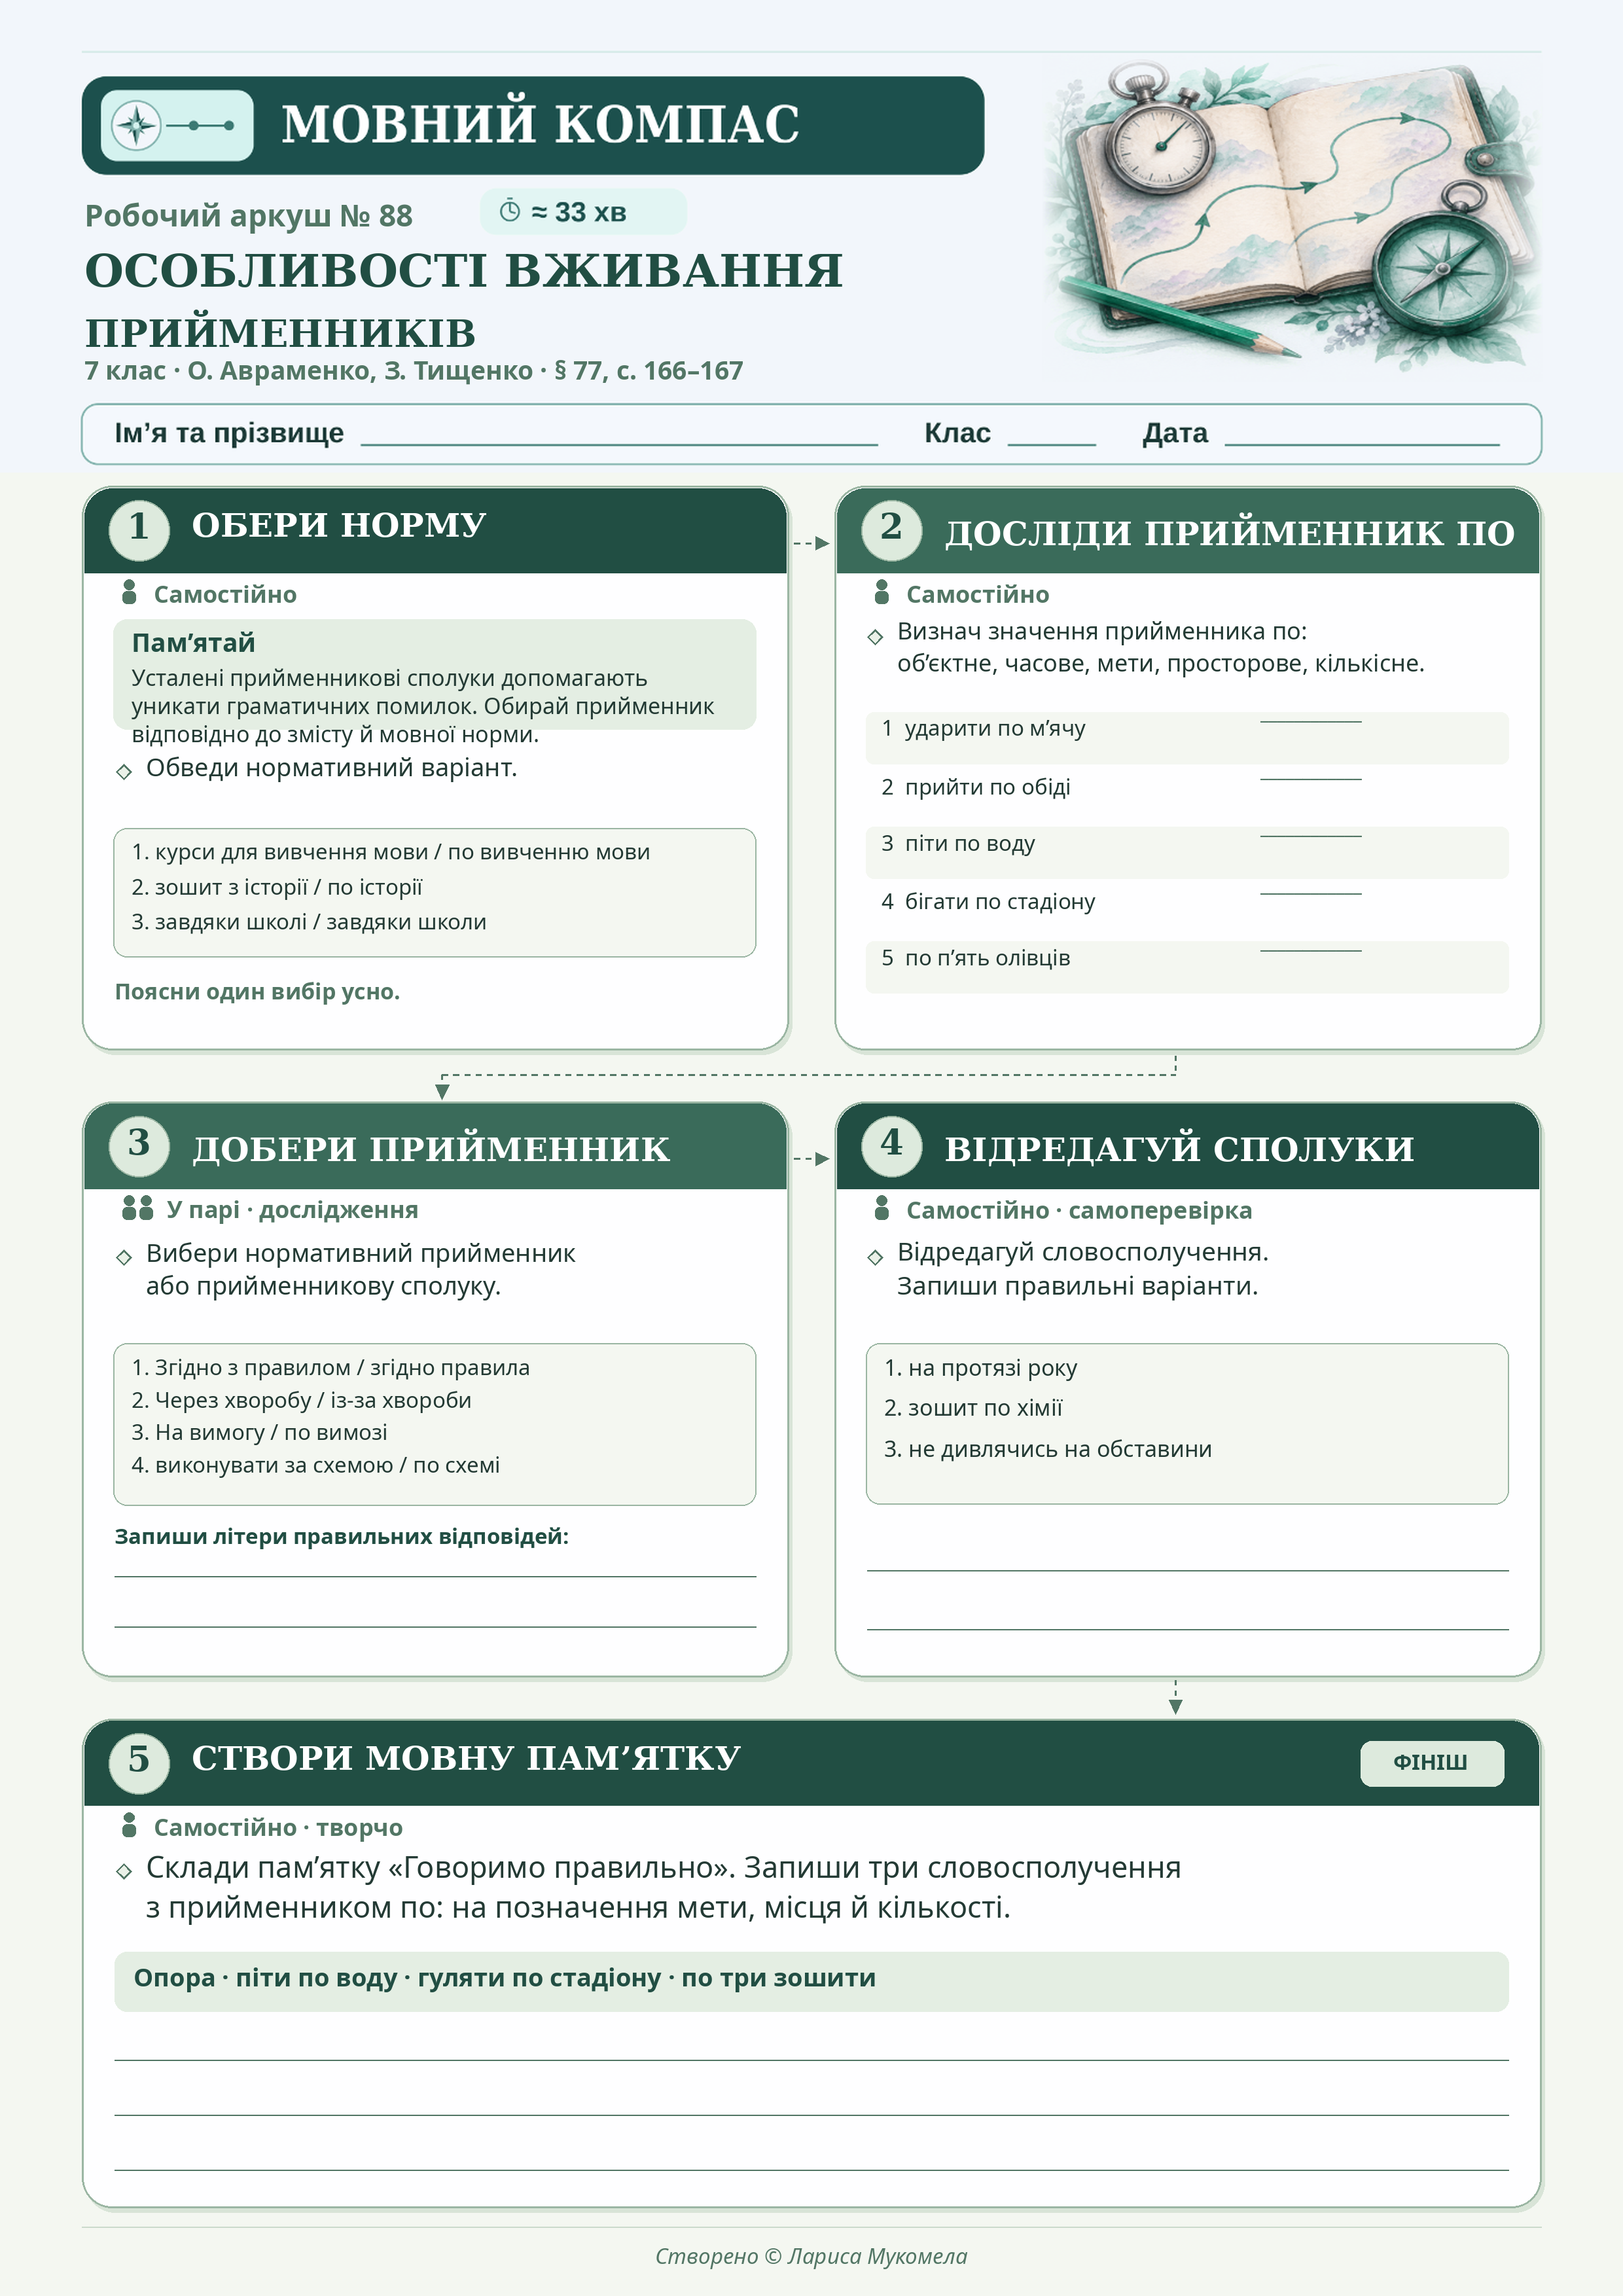 МОВНИЙ КОМПАС
Робочий аркуш № 88
≈ 33 хв
ОСОБЛИВОСТІ ВЖИВАННЯ
ПРИЙМЕННИКІВ
7 клас · О. Авраменко, З. Тищенко · § 77, с. 166–167
Ім’я та прізвище Клас Дата
1 ОБЕРИ НОРМУ
Самостійно
Пам’ятай
Усталені прийменникові сполуки допомагають
уникати граматичних помилок. Обирай прийменник
відповідно до змісту й мовної норми.
Обведи нормативний варіант.
1. курси для вивчення мови / по вивченню мови
2. зошит з історії / по історії
3. завдяки школі / завдяки школи
Поясни один вибір усно.
2 ДОСЛІДИ ПРИЙМЕННИК ПО
Самостійно
Визнач значення прийменника по:
об’єктне, часове, мети, просторове, кількісне.
1 ударити по м’ячу
2 прийти по обіді
3 піти по воду
4 бігати по стадіону
5 по п’ять олівців
3 ДОБЕРИ ПРИЙМЕННИК
У парі · дослідження
Вибери нормативний прийменник
або прийменникову сполуку.
1. Згідно з правилом / згідно правила
2. Через хворобу / із-за хвороби
3. На вимогу / по вимозі
4. виконувати за схемою / по схемі
Запиши літери правильних відповідей:
4 ВІДРЕДАГУЙ СПОЛУКИ
Самостійно · самоперевірка
Відредагуй словосполучення.
Запиши правильні варіанти.
1. на протязі року
2. зошит по хімії
3. не дивлячись на обставини
5 СТВОРИ МОВНУ ПАМ’ЯТКУ
ФІНІШ
Самостійно · творчо
Склади пам’ятку «Говоримо правильно». Запиши три словосполучення
з прийменником по: на позначення мети, місця й кількості.
Опора · піти по воду · гуляти по стадіону · по три зошити
Створено © Лариса Мукомела